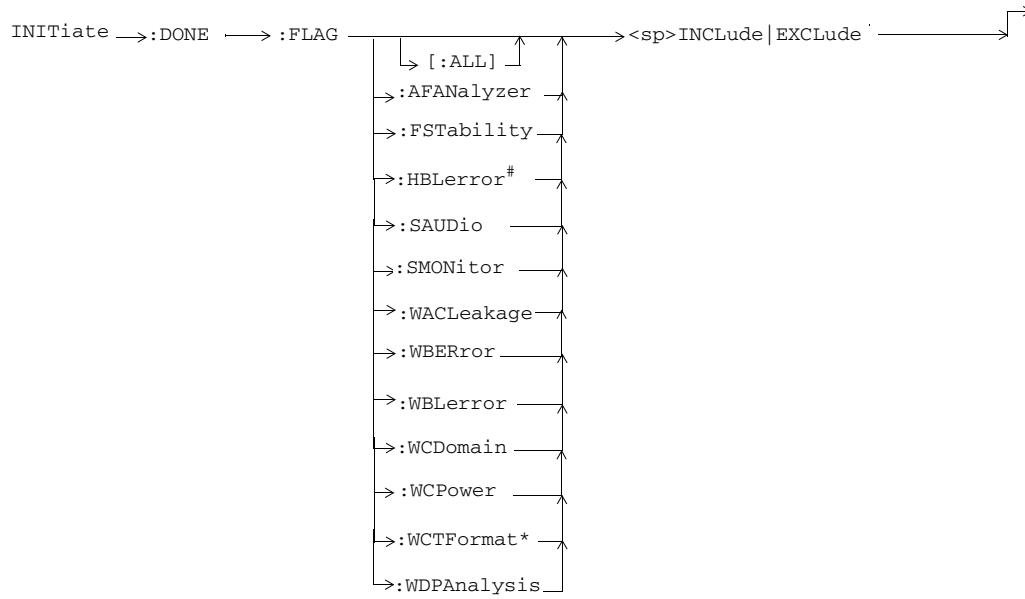 INITiate :DONE :FLAG <sp>INCLude|EXCLude
[:ALL]
:AFANalyzer
:FSTability
:HBLerror#
:SAUDio
:SMONitor
:WACLeakage
:WBERror
:WBLerror
:WCDomain
:WCPower
:WCTFormat*
:WDPAnalysis